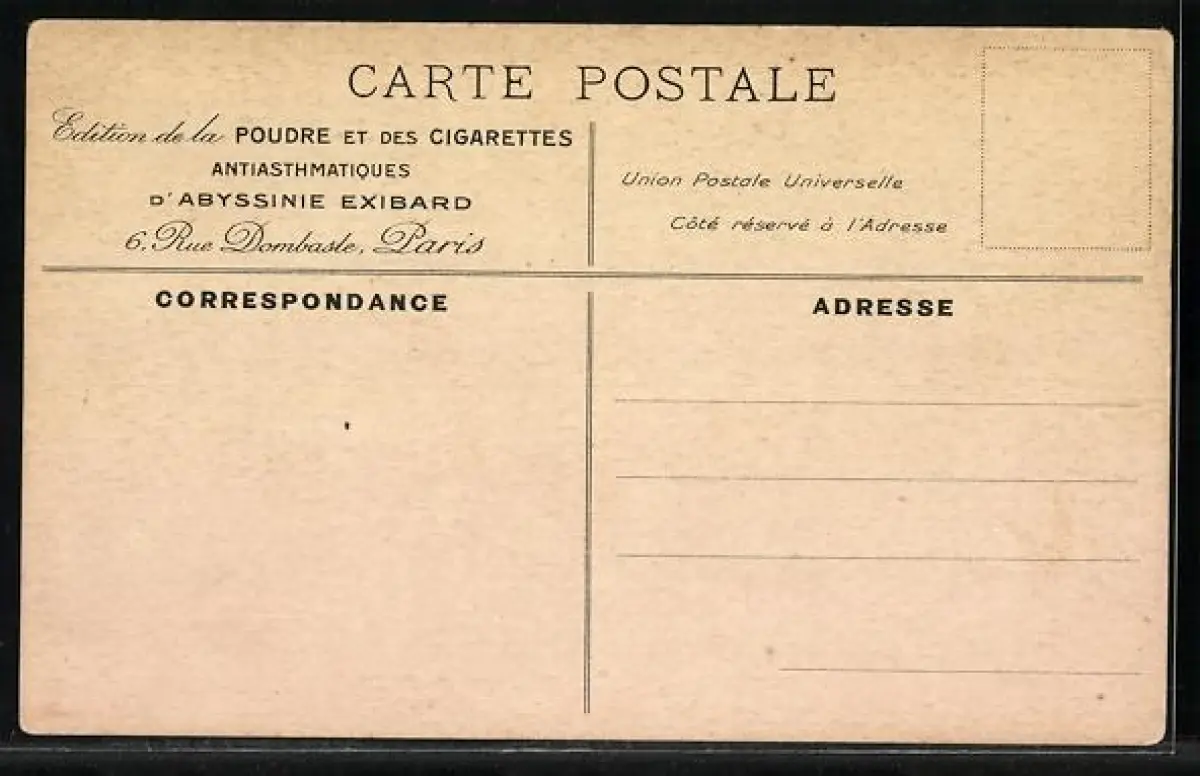 CARTE POSTALE
Edition de la POUDRE ET DES CIGARETTES
ANTIASTHMATIQUES
D'ABYSSINIE EXIBARD
6, Rue Dombasle, Paris
Union Postale Universelle
Côté réservé à l'Adresse
CORRESPONDANCE
ADRESSE